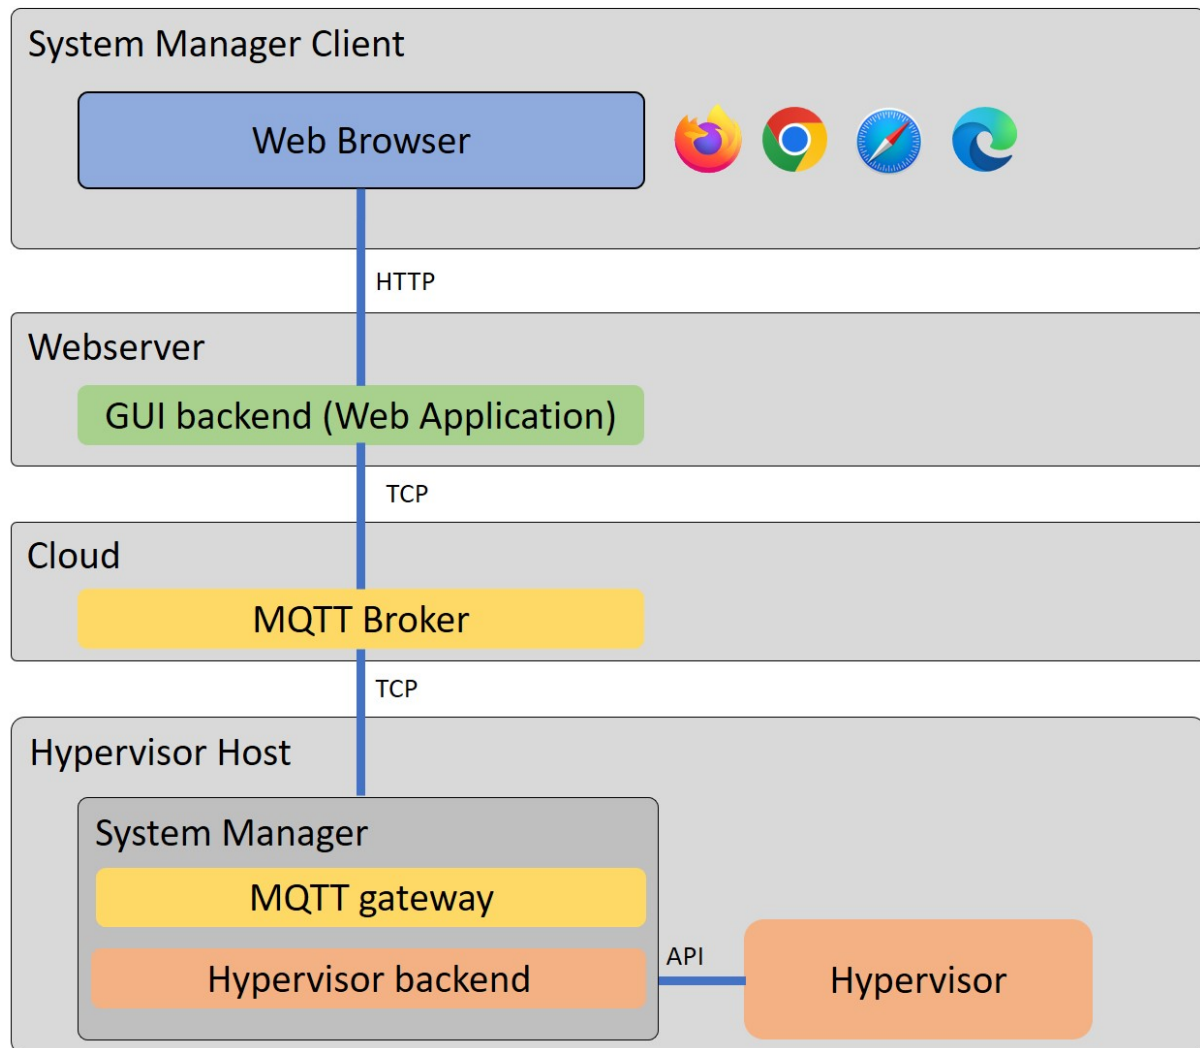 System Manager Client
Web Browser
HTTP
Webserver
GUI backend (Web Application)
TCP
Cloud
MQTT Broker
TCP
Hypervisor Host
System Manager
MQTT gateway
Hypervisor backend
API
Hypervisor